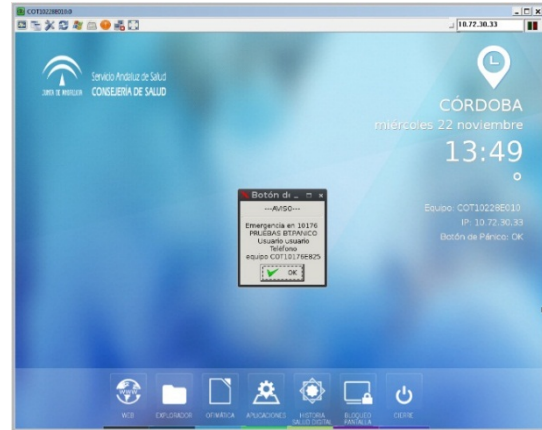 COT10228E010.0
10.72.30.33
JUNTA DE ANDALUCIA
Servicio Andaluz de Salud
CONSEJERÍA DE SALUD
CÓRDOBA
miércoles 22 noviembre
13:49
Equipo: COT10228E010
IP: 10.72.30.33
Botón de Pánico: OK
Botón d
---AVISO---
Emergencia en 10176
PRUEBAS BT.PANICO
Usuario usuario
Teléfono
equipo COT10176E825
OK
WEB
EXPLORADOR
OFIMÁTICA
APLICACIONES
HISTORIA
SALUD DIGITAL
BLOQUEO
PANTALLA
CIERRE